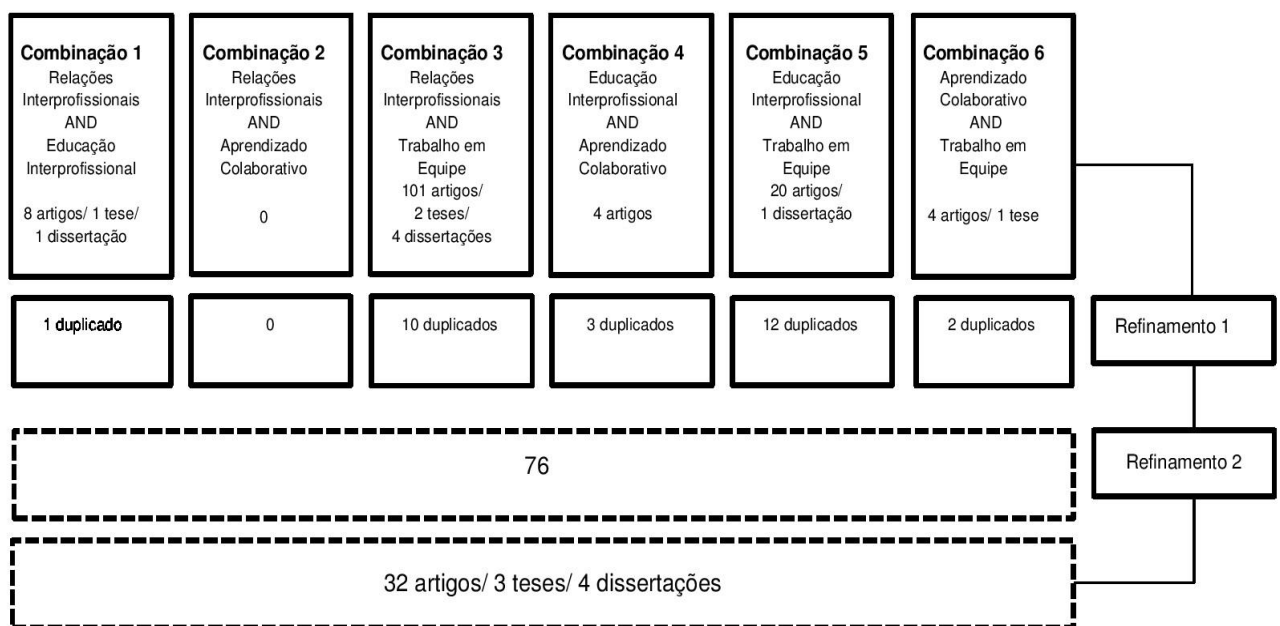 Combinação 1
Relações
Interprofissionais
AND
Educação
Interprofissional
8 artigos/ 1 tese/
1 dissertação
Combinação 2
Relações
Interprofissionais
AND
Aprendizado
Colaborativo
0
Combinação 3
Relações
Interprofissionais
AND
Trabalho em
Equipe
101 artigos/
2 teses/
4 dissertações
Combinação 4
Educação
Interprofissional
AND
Aprendizado
Colaborativo
4 artigos
Combinação 5
Educação
Interprofissional
AND
Trabalho em
Equipe
20 artigos/
1 dissertação
Combinação 6
Aprendizado
Colaborativo
AND
Trabalho em
Equipe
4 artigos/ 1 tese
1 duplicado
0
10 duplicados
3 duplicados
12 duplicados
2 duplicados
Refinamento 1
76
Refinamento 2
32 artigos/ 3 teses/ 4 dissertações